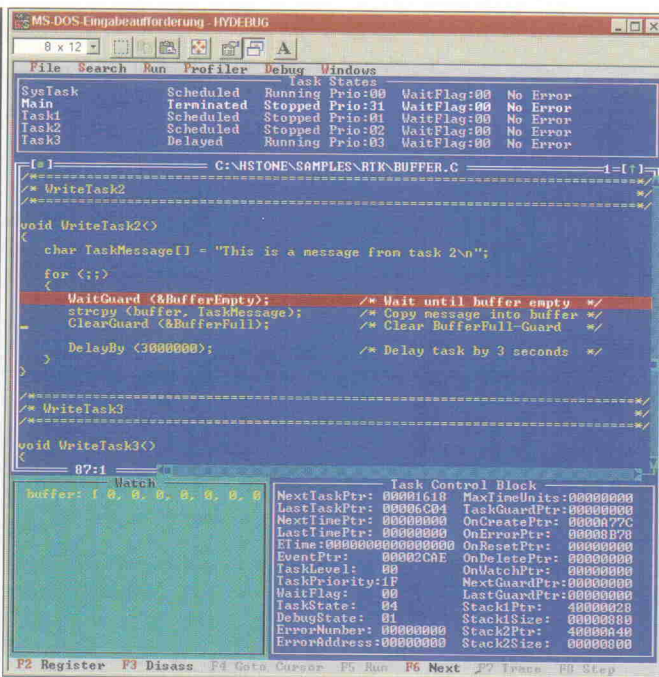 MS-DOS-Eingabeaufforderung - HYDEBUG
8 x 12
A
File Search Run Profiler Debug Windows
Task States
SysTask Scheduled Running Prio:00 WaitFlag:00 No Error
Main Terminated Stopped Prio:31 WaitFlag:00 No Error
Task1 Scheduled Stopped Prio:01 WaitFlag:00 No Error
Task2 Scheduled Stopped Prio:02 WaitFlag:00 No Error
Task3 Delayed Running Prio:03 WaitFlag:00 No Error
C:\HSTONE\SAMPLES\RTK\BUFFER.C 1=[↑]
/*=====================================================================*/
/* WriteTask2 */
/*=====================================================================*/
void WriteTask2()
{
char TaskMessage[] = "This is a message from task 2\n";
for (;;)
{
WaitGuard (&BufferEmpty); /* Wait until buffer empty */
strcpy (buffer, TaskMessage); /* Copy message into buffer */
ClearGuard (&BufferFull); /* Clear BufferFull-Guard */
DelayBy (3000000); /* Delay task by 3 seconds */
}
}
/*=====================================================================*/
/* WriteTask3 */
/*=====================================================================*/
void WriteTask3()
{
87:1
Watch
buffer: { 0, 0, 0, 0, 0, 0, 0
Task Control Block
NextTaskPtr: 00001618 MaxTimeUnits:00000000
LastTaskPtr: 00006C04 TaskGuardPtr:00000000
NextTimePtr: 00000000 OnCreatePtr: 0000A77C
LastTimePtr: 00000000 OnErrorPtr: 00008B78
ETime:0000000000000000 OnResetPtr: 00000000
EventPtr: 00002CAE OnDeletePtr: 00000000
TaskLevel: 00 OnWatchPtr: 00000000
TaskPriority:1F NextGuardPtr:00000000
WaitFlag: 00 LastGuardPtr:00000000
TaskState: 04 Stack1Ptr: 40000028
DebugState: 01 Stack1Size: 00000880
ErrorNumber: 00000000 Stack2Ptr: 40000A40
ErrorAddress:00000000 Stack2Size: 00000800
F2 Register F3 Disass F4 Goto Cursor F5 Run F6 Next F7 Trace F8 Step